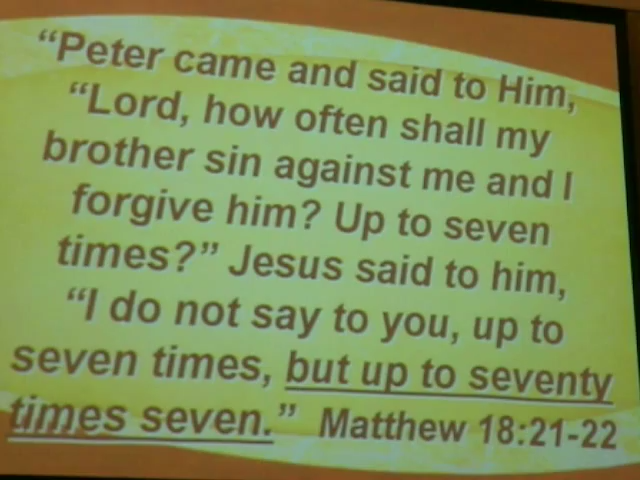 “Peter came and said to Him,
“Lord, how often shall my
brother sin against me and I
forgive him? Up to seven
times?” Jesus said to him,
“I do not say to you, up to
seven times, but up to seventy
times seven.” Matthew 18:21-22